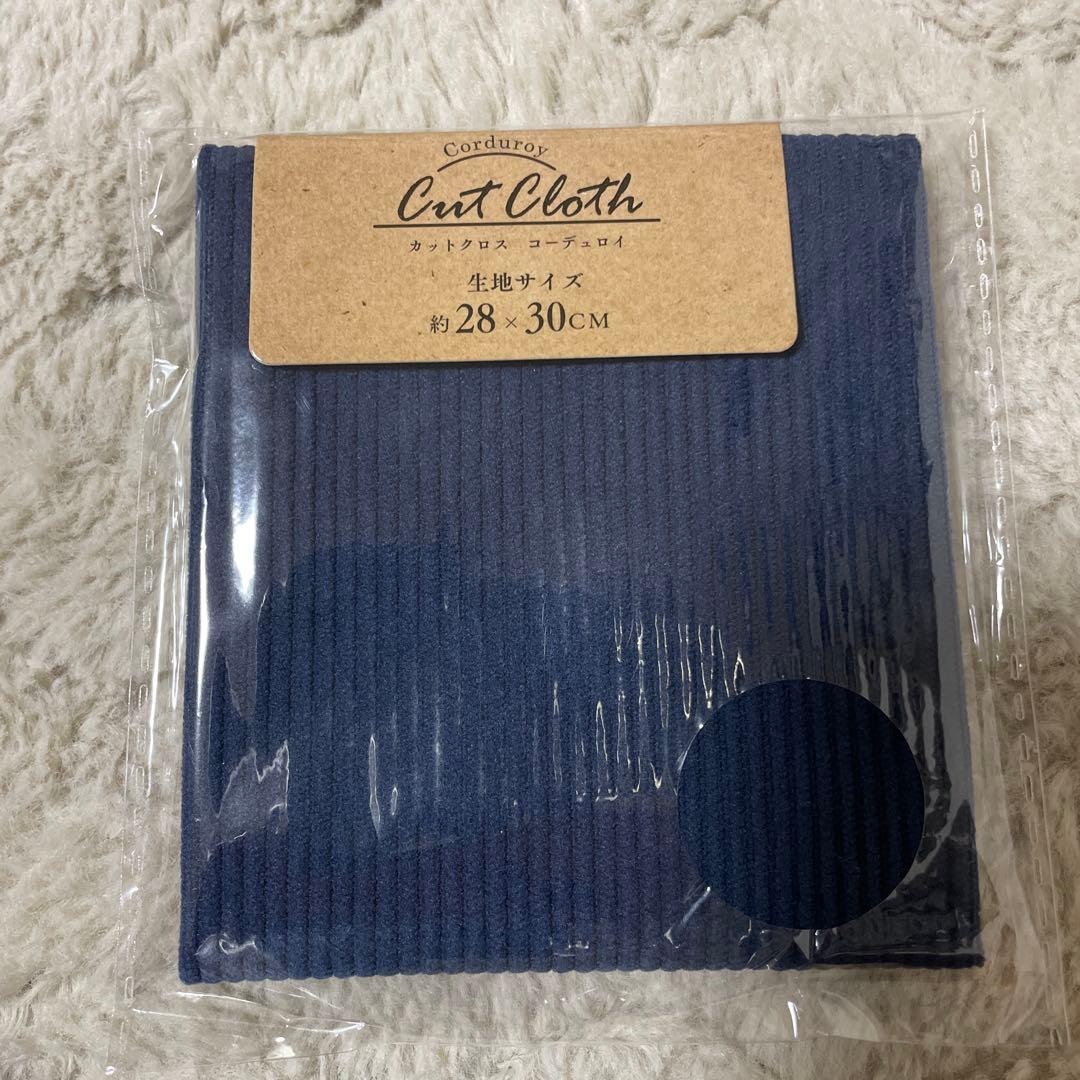 Corduroy
Cut Cloth
カットクロス コーデュロイ
生地サイズ
約28×30CM